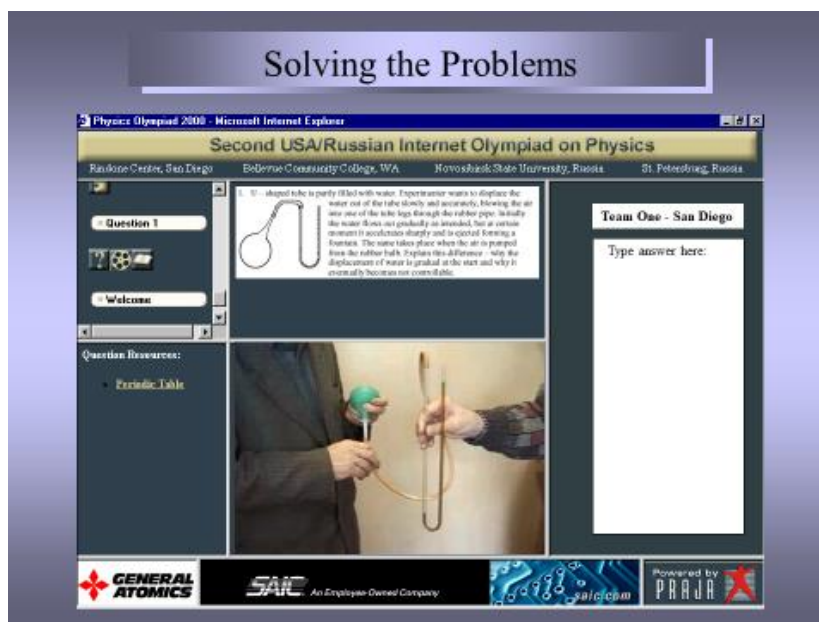 Solving the Problems
Physics Olympiad 2000 - Microsoft Internet Explorer
Second USA/Russian Internet Olympiad on Physics
Rindone Center, San Diego Bellevue Community College, WA Novosibirsk State University, Russia St. Petersburg, Russia
Question 1
Welcome
1. U - shaped tube is partly filled with water. Experimenter wants to displace the
water out of the tube slowly and accurately, blowing the air
into one of the tube legs through the rubber pipe. Initially
the water flows out gradually as intended, but at certain
moment it accelerates sharply and is ejected forming a
fountain. The same takes place when the air is pumped
from the rubber bulb. Explain this difference - why the
displacement of water is gradual at the start and why it
eventually becomes not controllable.
Team One - San Diego
Type answer here:
Question Resources:
Periodic Table
GENERAL
ATOMICS
SAIC
An Employee-Owned Company
saic.com
Powered by
PRAJA